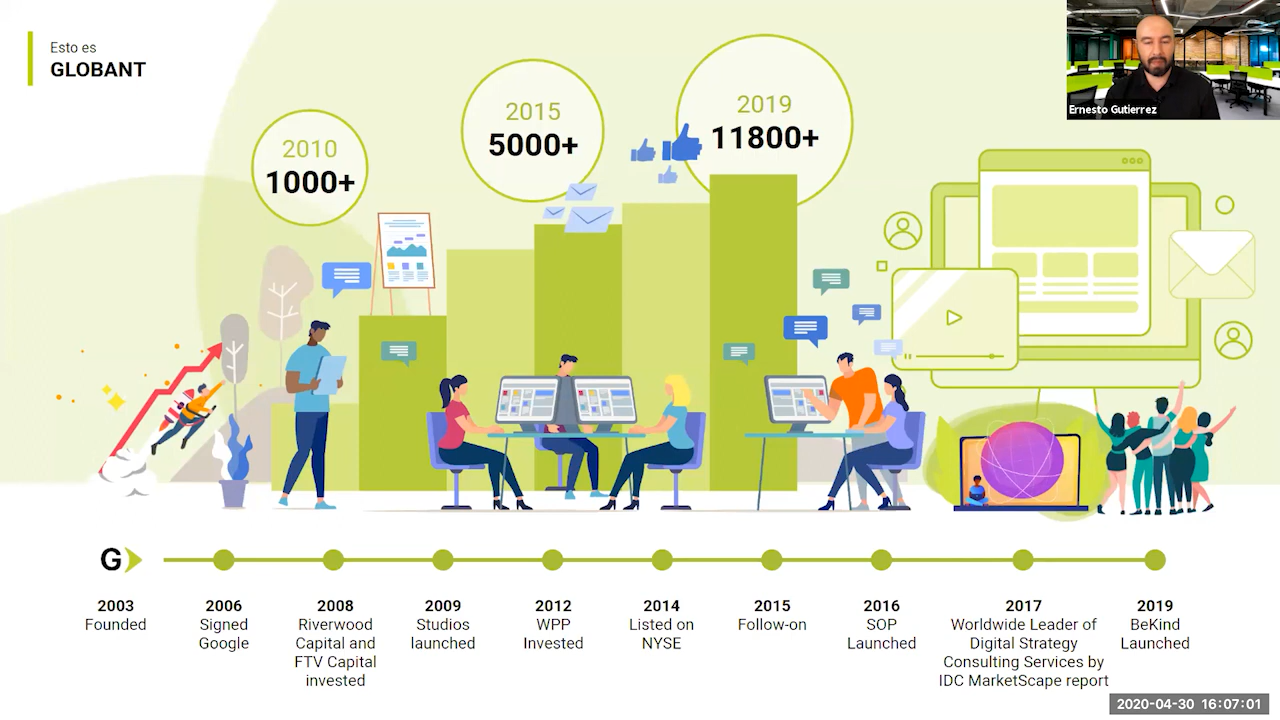 Esto es
GLOBANT
2010
1000+
2015
5000+
2019
11800+
Ernesto Gutierrez
G
2003
Founded
2006
Signed
Google
2008
Riverwood
Capital and
FTV Capital
invested
2009
Studios
launched
2012
WPP
Invested
2014
Listed on
NYSE
2015
Follow-on
2016
SOP
Launched
2017
Worldwide Leader of
Digital Strategy
Consulting Services by
IDC MarketScape report
2019
BeKind
Launched
2020-04-30 16:07:01